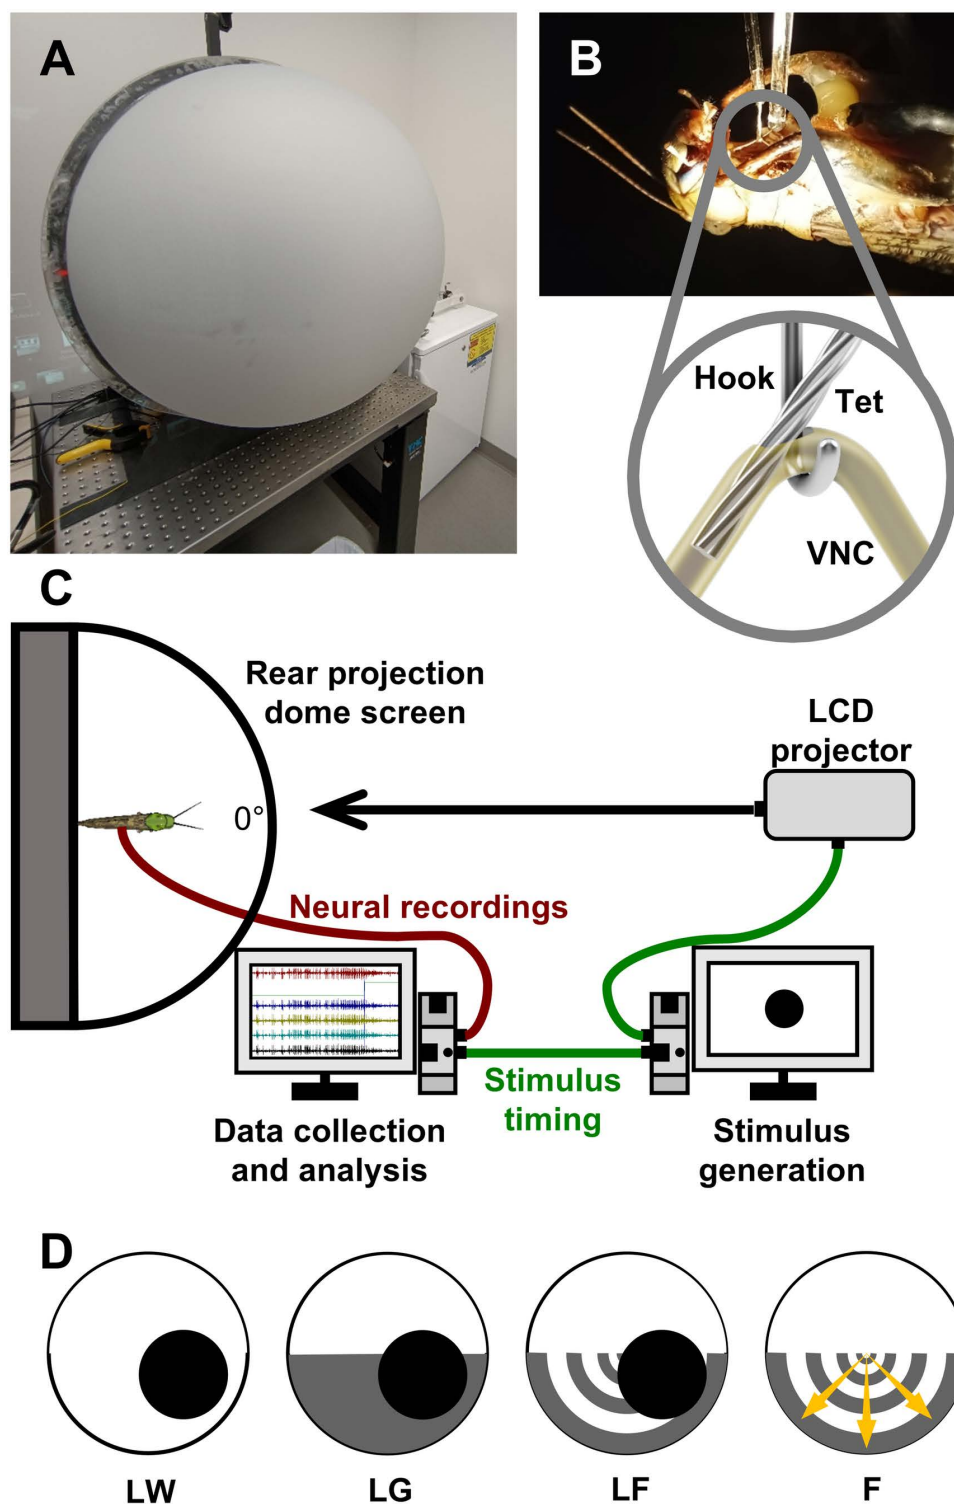 A
B
Hook
Tet
VNC
C
Rear projection
dome screen
LCD
projector
0°
Neural recordings
Stimulus
timing
Data collection
and analysis
Stimulus
generation
D
LW
LG
LF
F